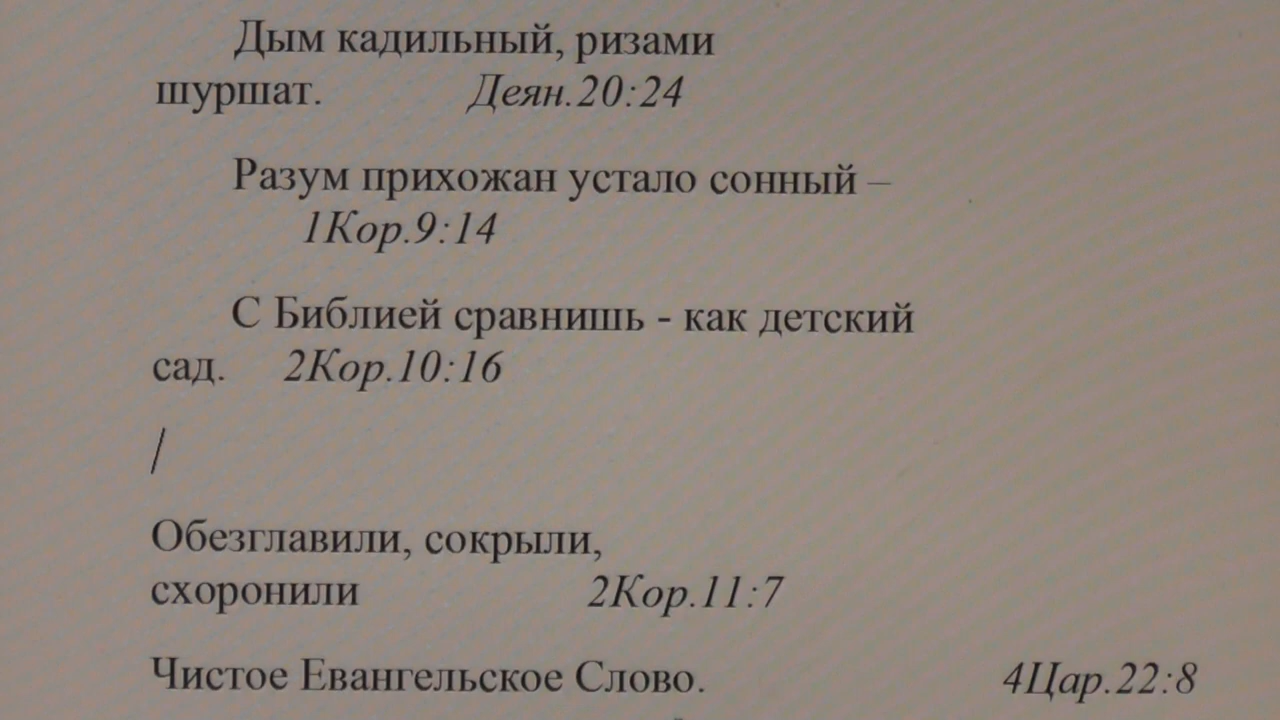 Дым кадильный, ризами
шуршат. Деян.20:24
Разум прихожан устало сонный –
1Кор.9:14
С Библией сравнишь - как детский
сад. 2Кор.10:16
/
Обезглавили, сокрыли,
схоронили 2Кор.11:7
Чистое Евангельское Слово. 4Цар.22:8